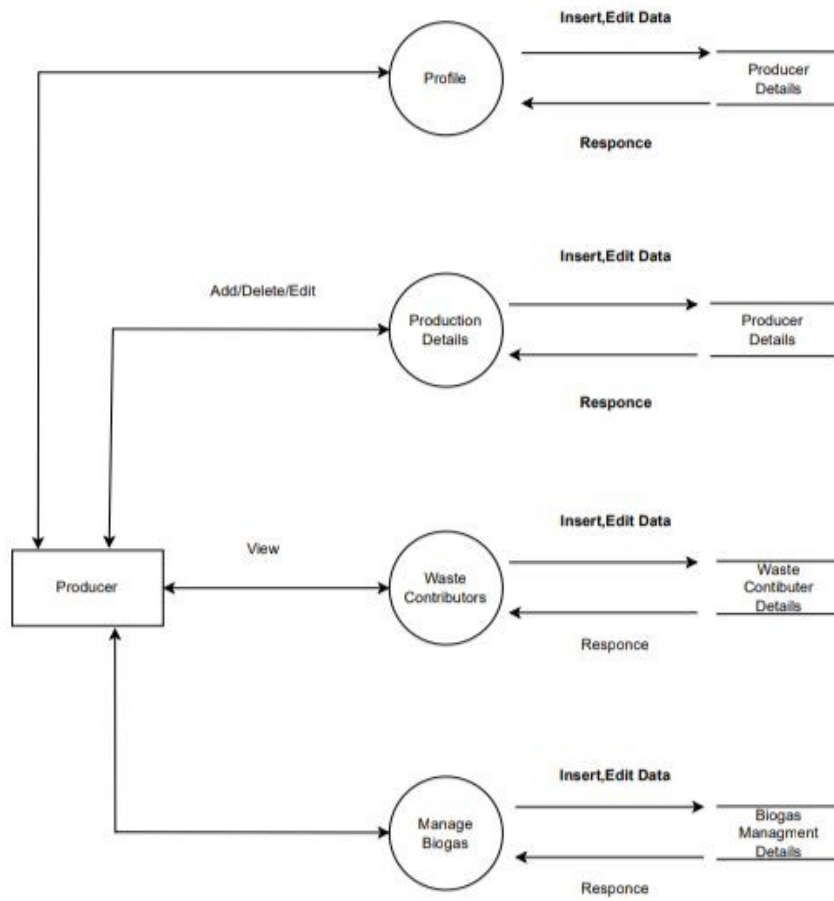 Insert,Edit Data
Profile
Producer
Details
Responce
Insert,Edit Data
Add/Delete/Edit
Production
Details
Producer
Details
Responce
Insert,Edit Data
View
Producer
Waste
Contributors
Waste
Contibuter
Details
Responce
Insert,Edit Data
Manage
Biogas
Biogas
Managment
Details
Responce